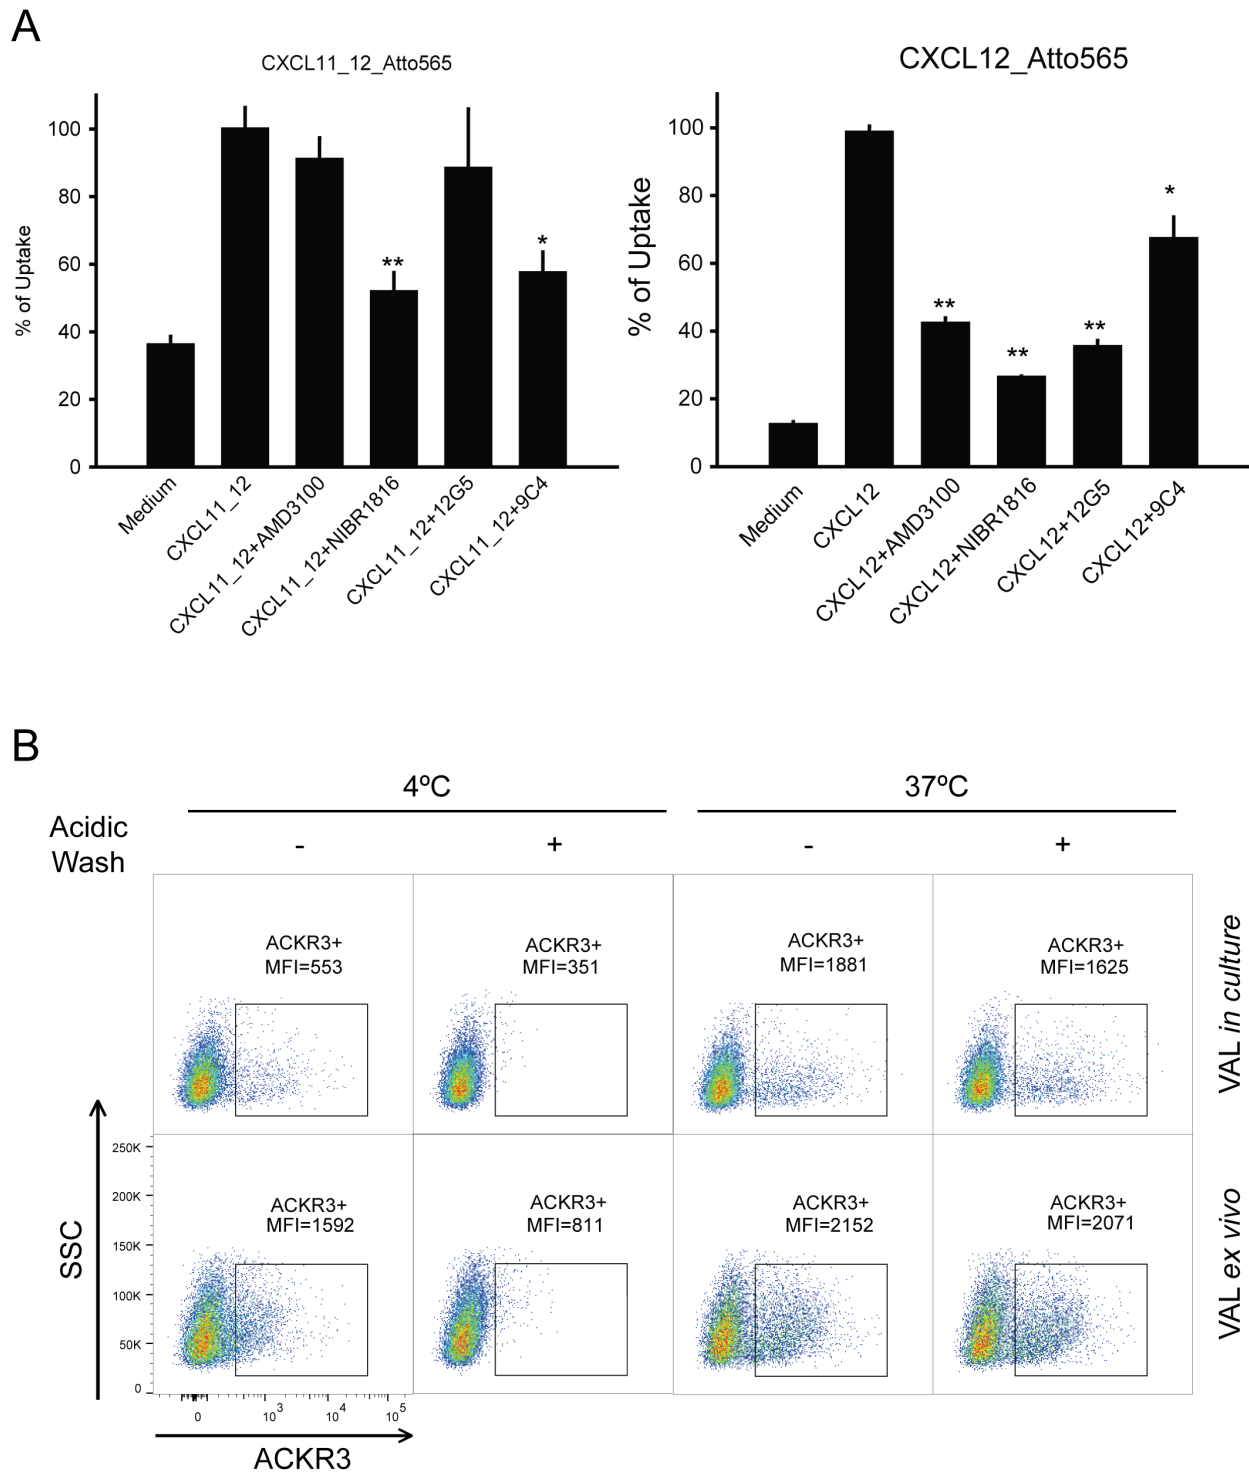 A
CXCL11_12_Atto565
% of Uptake
100
80
60
40
20
0
**
*
Medium
CXCL11_12
CXCL11_12+AMD3100
CXCL11_12+NIBR1816
CXCL11_12+12G5
CXCL11_12+9C4
CXCL12_Atto565
% of Uptake
100
80
60
40
20
0
**
**
**
*
Medium
CXCL12
CXCL12+AMD3100
CXCL12+NIBR1816
CXCL12+12G5
CXCL12+9C4
B
4ºC
37ºC
Acidic
Wash
-
+
-
+
ACKR3+
MFI=553
ACKR3+
MFI=351
ACKR3+
MFI=1881
ACKR3+
MFI=1625
VAL in culture
ACKR3+
MFI=1592
ACKR3+
MFI=811
ACKR3+
MFI=2152
ACKR3+
MFI=2071
VAL ex vivo
SSC
250K
200K
150K
100K
50K
0
0
10³
10⁴
10⁵
ACKR3